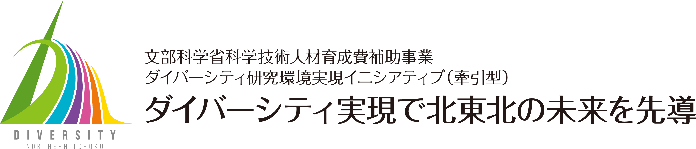 文部科学省科学技術人材育成費補助事業
ダイバーシティ研究環境実現イニシアティブ（牽引型）
ダイバーシティ実現で北東北の未来を先導
DIVERSITY
NORTHERN TOHOKU